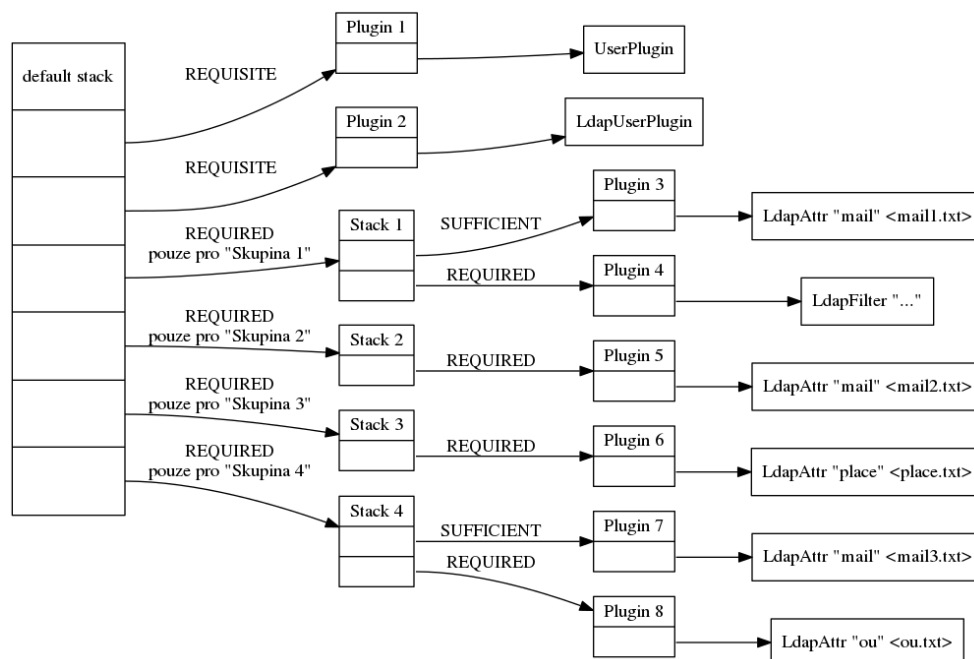 default stack
REQUISITE
Plugin 1
UserPlugin
REQUISITE
Plugin 2
LdapUserPlugin
REQUIRED
pouze pro "Skupina 1"
Stack 1
SUFFICIENT
Plugin 3
LdapAttr "mail" <mail1.txt>
REQUIRED
Plugin 4
LdapFilter "..."
REQUIRED
pouze pro "Skupina 2"
Stack 2
REQUIRED
Plugin 5
LdapAttr "mail" <mail2.txt>
REQUIRED
pouze pro "Skupina 3"
Stack 3
REQUIRED
Plugin 6
LdapAttr "place" <place.txt>
REQUIRED
pouze pro "Skupina 4"
Stack 4
SUFFICIENT
Plugin 7
LdapAttr "mail" <mail3.txt>
REQUIRED
Plugin 8
LdapAttr "ou" <ou.txt>